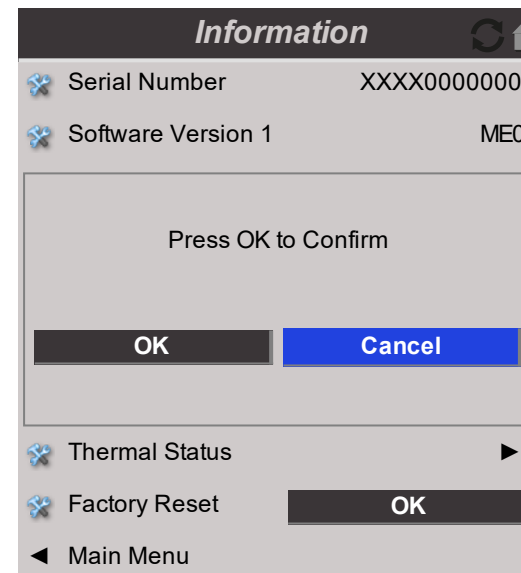 Information
Serial Number XXXX0000000
Software Version 1 ME0
Press OK to Confirm
OK Cancel
Thermal Status
Factory Reset OK
Main Menu